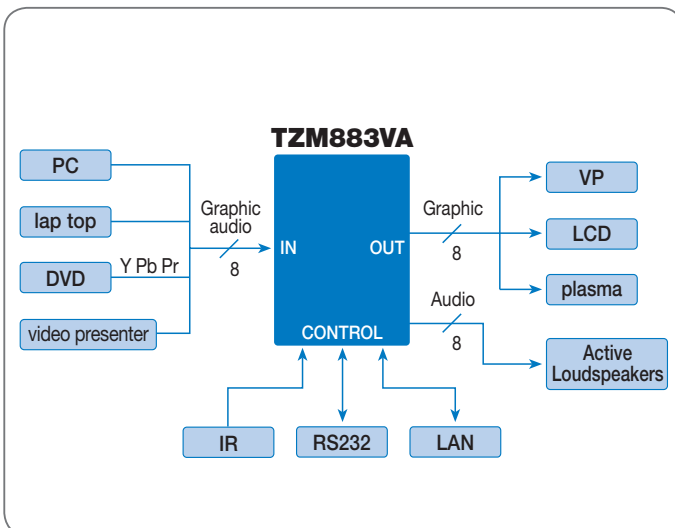 TZM883VA
PC
lap top
DVD
Y Pb Pr
video presenter
Graphic
audio
8
IN
OUT
CONTROL
Graphic
8
Audio
8
VP
LCD
plasma
Active
Loudspeakers
IR
RS232
LAN